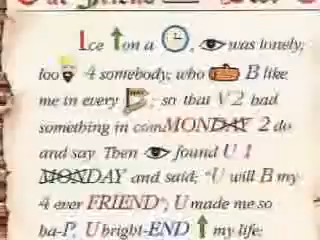 Ice on a , was lonely,
loo 4 somebody, who B like
me in every ; so that V 2 had
something in comMONDAY 2 do
and say Then found U 1
MONDAY and said; "U will B my
4 ever FRIEND"; U made me so
ha-P, U bright-END my life;